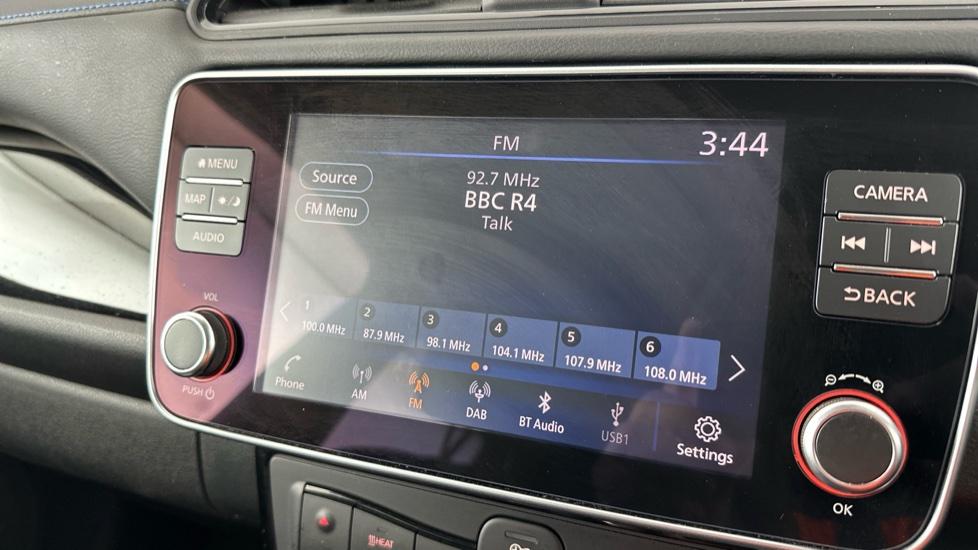 FM
3:44
MENU
MAP
AUDIO
VOL
PUSH
Source
FM Menu
92.7 MHz
BBC R4
Talk
1
100.0 MHz
2
87.9 MHz
3
98.1 MHz
4
104.1 MHz
5
107.9 MHz
6
108.0 MHz
Phone
AM
FM
DAB
BT Audio
USB1
Settings
CAMERA
BACK
OK
HEAT